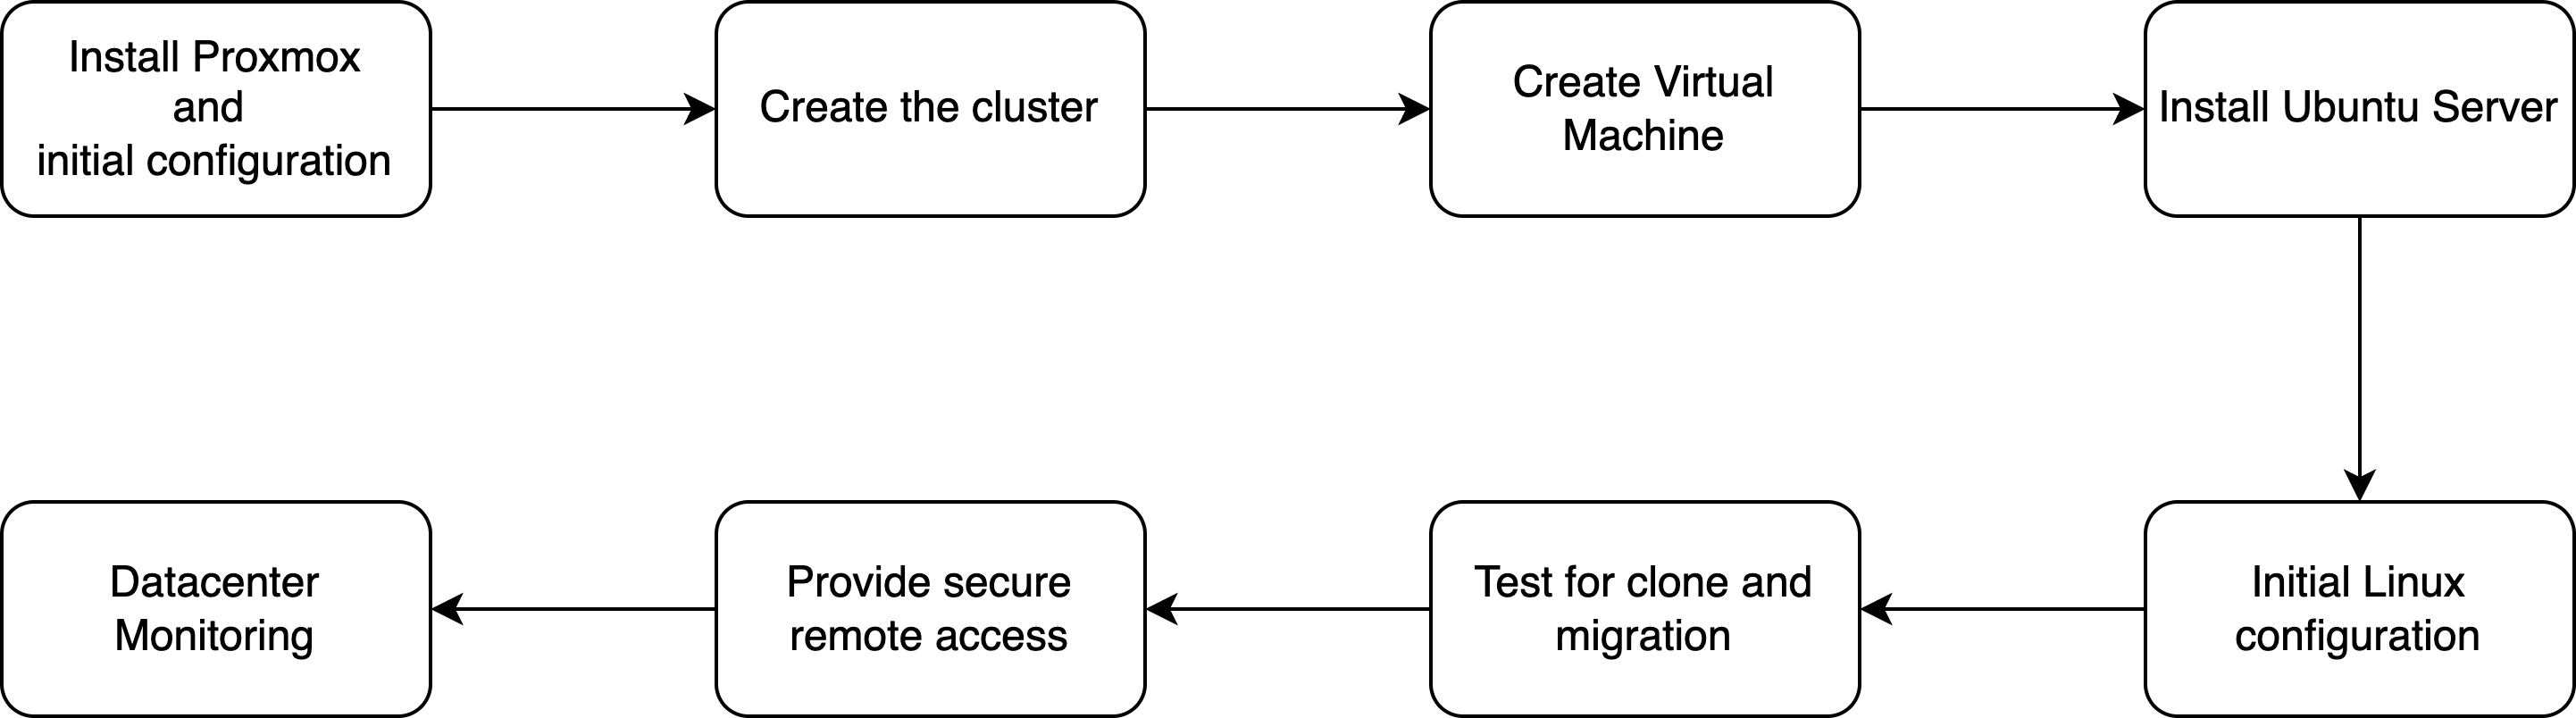 Install Proxmox
and
initial configuration
Create the cluster
Create Virtual
Machine
Install Ubuntu Server
Initial Linux
configuration
Test for clone and
migration
Provide secure
remote access
Datacenter
Monitoring